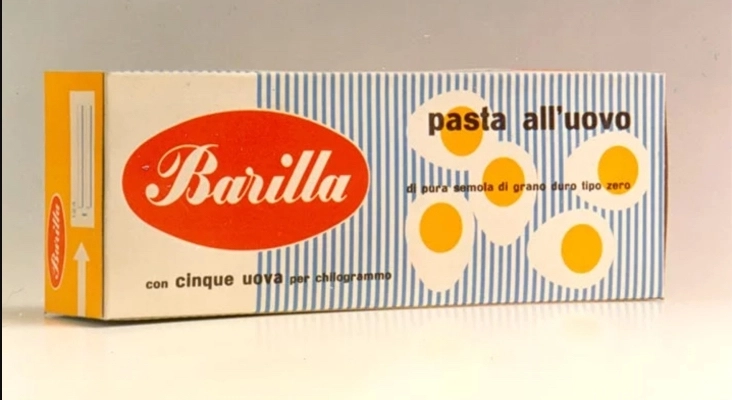 Barilla
pasta all'uovo
di pura semola di grano duro tipo zero
con cinque uova per chilogrammo
Barilla